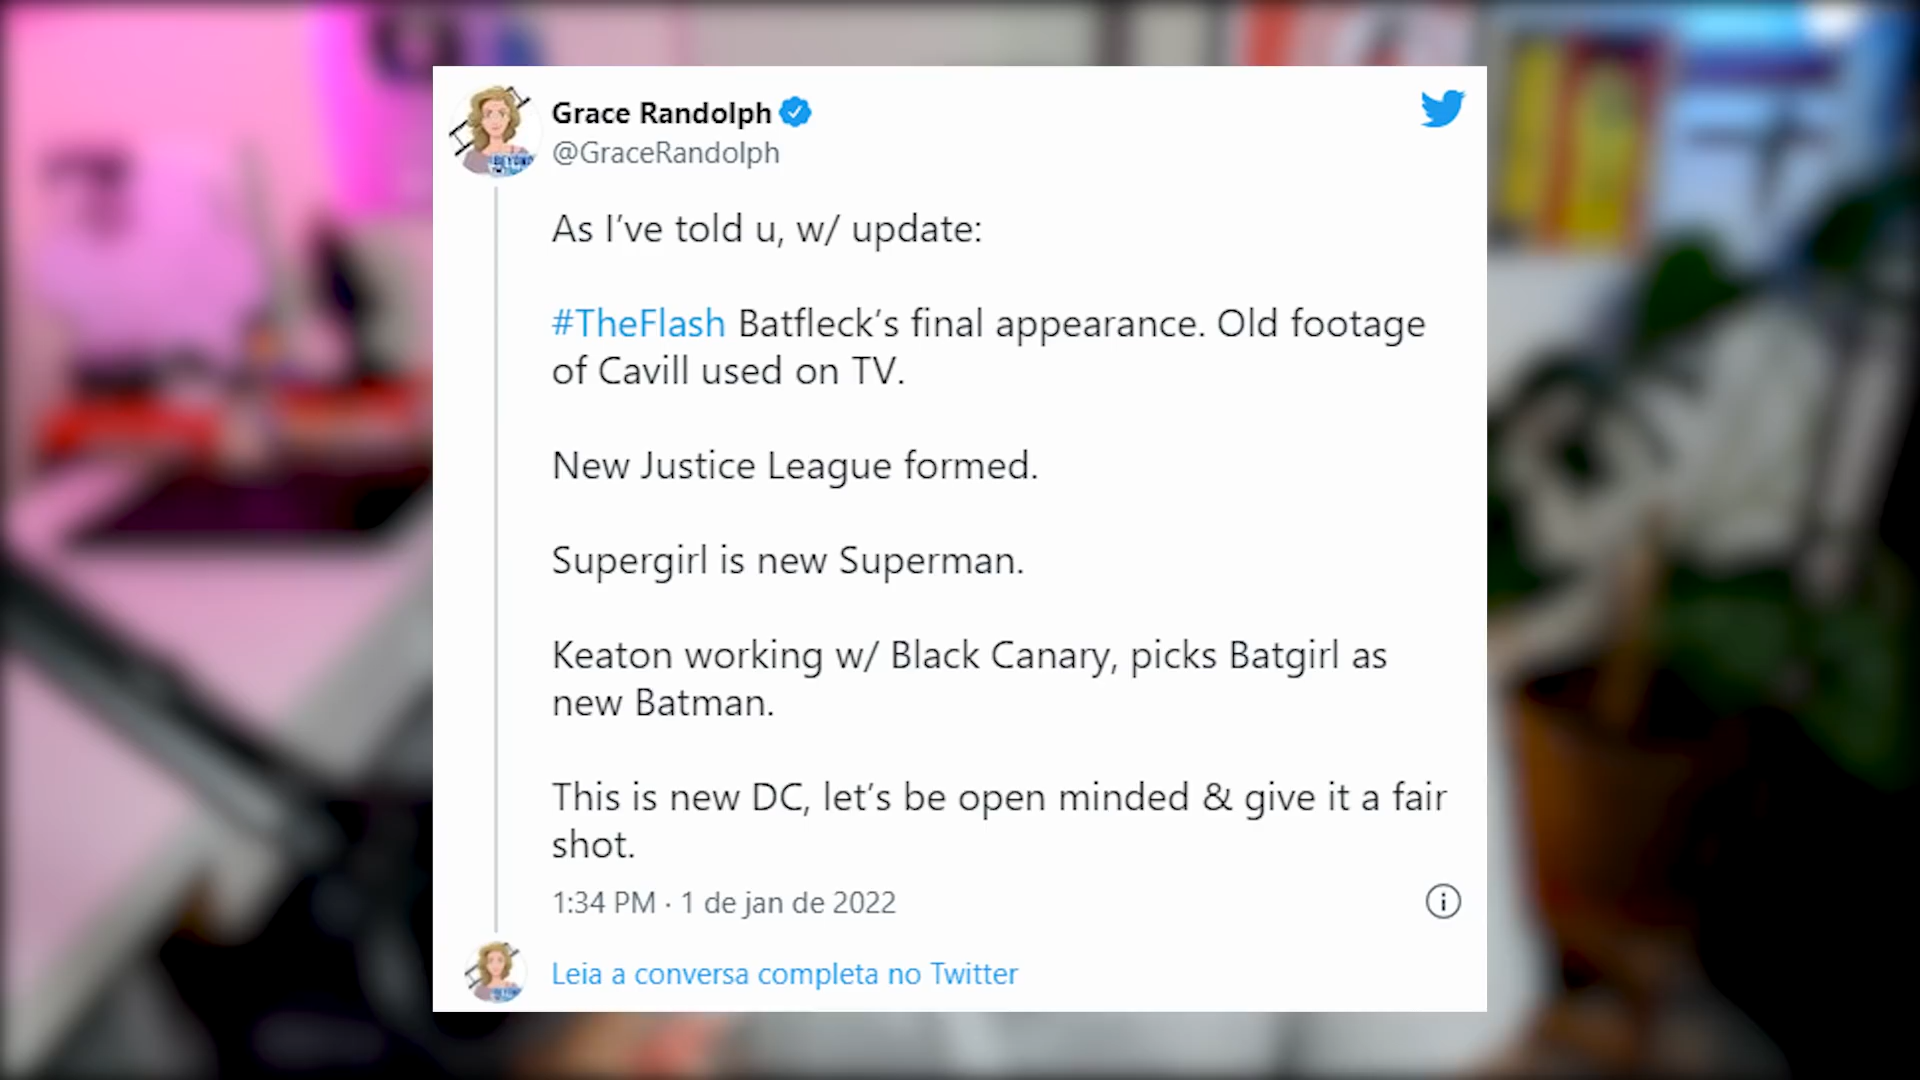 Grace Randolph
@GraceRandolph
As I’ve told u, w/ update:
#TheFlash Batfleck’s final appearance. Old footage
of Cavill used on TV.
New Justice League formed.
Supergirl is new Superman.
Keaton working w/ Black Canary, picks Batgirl as
new Batman.
This is new DC, let’s be open minded & give it a fair
shot.
1:34 PM · 1 de jan de 2022
Leia a conversa completa no Twitter